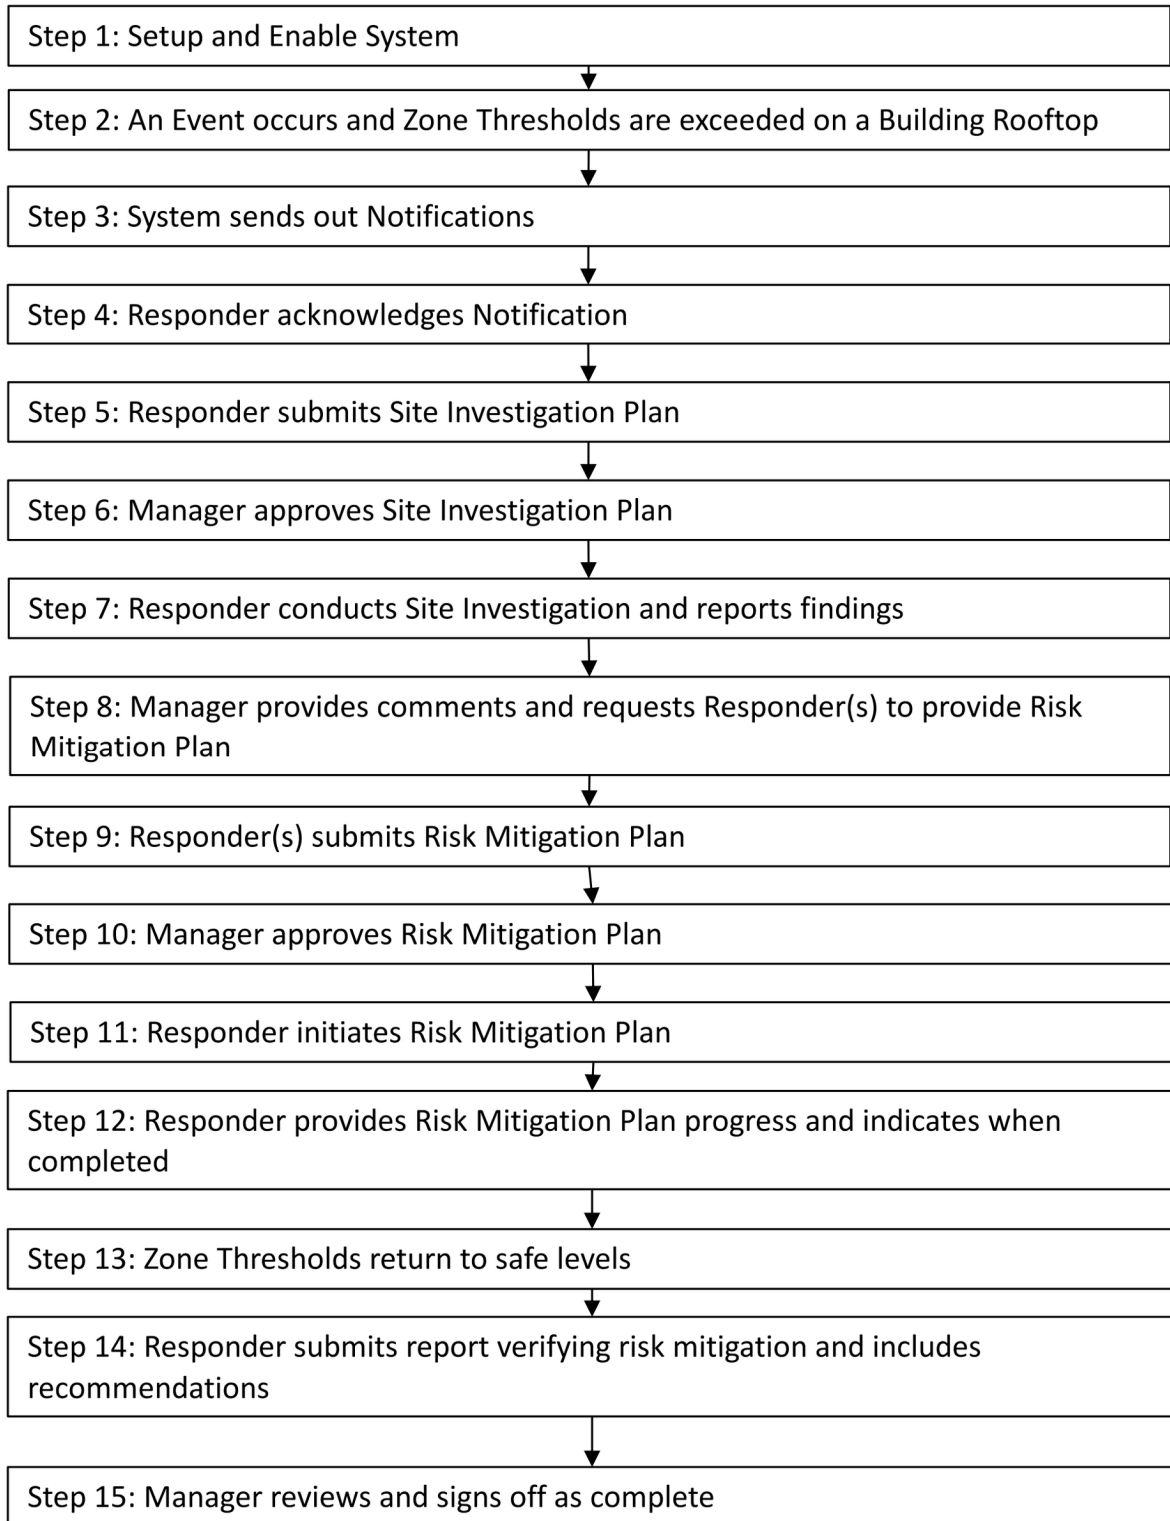 Step 1: Setup and Enable System
Step 2: An Event occurs and Zone Thresholds are exceeded on a Building Rooftop
Step 3: System sends out Notifications
Step 4: Responder acknowledges Notification
Step 5: Responder submits Site Investigation Plan
Step 6: Manager approves Site Investigation Plan
Step 7: Responder conducts Site Investigation and reports findings
Step 8: Manager provides comments and requests Responder(s) to provide Risk
Mitigation Plan
Step 9: Responder(s) submits Risk Mitigation Plan
Step 10: Manager approves Risk Mitigation Plan
Step 11: Responder initiates Risk Mitigation Plan
Step 12: Responder provides Risk Mitigation Plan progress and indicates when
completed
Step 13: Zone Thresholds return to safe levels
Step 14: Responder submits report verifying risk mitigation and includes
recommendations
Step 15: Manager reviews and signs off as complete